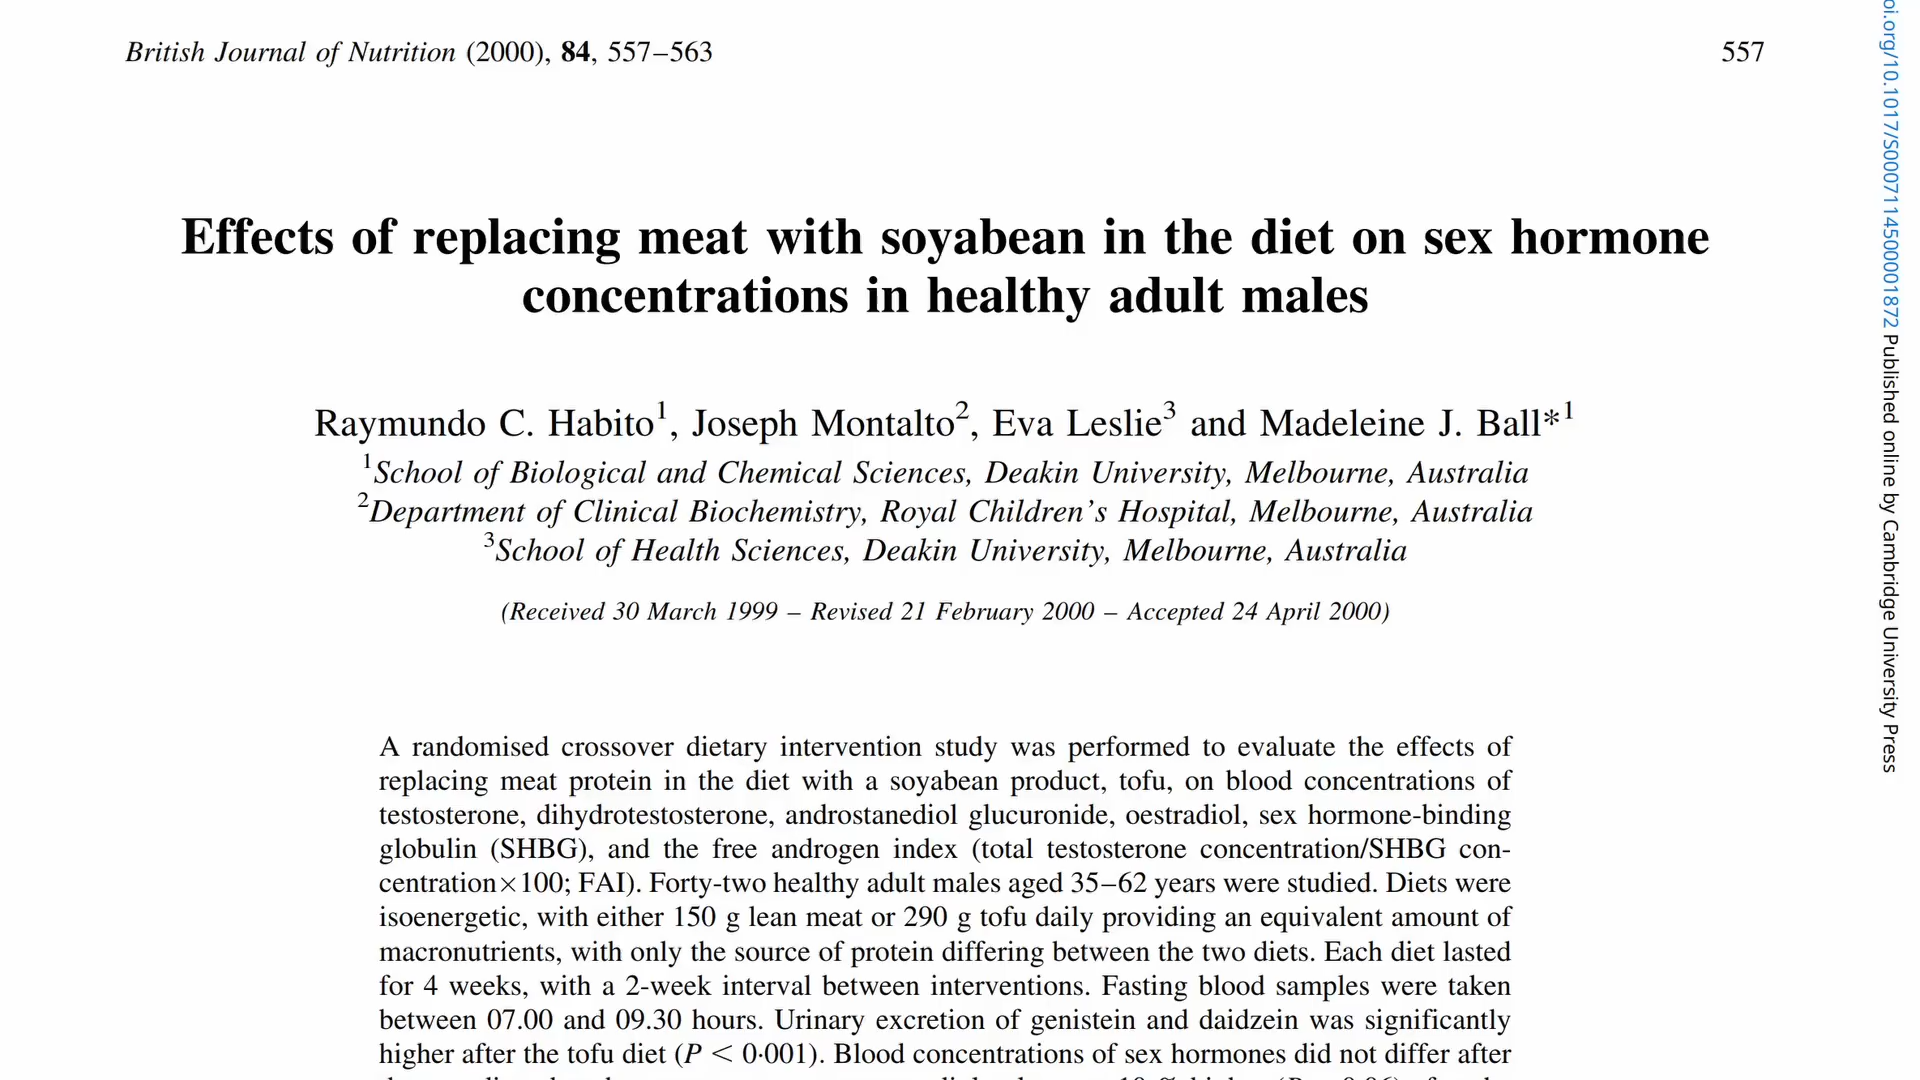 British Journal of Nutrition (2000), 84, 557–563
557
Effects of replacing meat with soyabean in the diet on sex hormone
concentrations in healthy adult males
Raymundo C. Habito1, Joseph Montalto2, Eva Leslie3 and Madeleine J. Ball*1
1School of Biological and Chemical Sciences, Deakin University, Melbourne, Australia
2Department of Clinical Biochemistry, Royal Children's Hospital, Melbourne, Australia
3School of Health Sciences, Deakin University, Melbourne, Australia
(Received 30 March 1999 – Revised 21 February 2000 – Accepted 24 April 2000)
A randomised crossover dietary intervention study was performed to evaluate the effects of
replacing meat protein in the diet with a soyabean product, tofu, on blood concentrations of
testosterone, dihydrotestosterone, androstanediol glucuronide, oestradiol, sex hormone-binding
globulin (SHBG), and the free androgen index (total testosterone concentration/SHBG con-
centration×100; FAI). Forty-two healthy adult males aged 35–62 years were studied. Diets were
isoenergetic, with either 150 g lean meat or 290 g tofu daily providing an equivalent amount of
macronutrients, with only the source of protein differing between the two diets. Each diet lasted
for 4 weeks, with a 2-week interval between interventions. Fasting blood samples were taken
between 07.00 and 09.30 hours. Urinary excretion of genistein and daidzein was significantly
higher after the tofu diet (P < 0·001). Blood concentrations of sex hormones did not differ after
oi.org/10.1017/S0007114500001872 Published online by Cambridge University Press